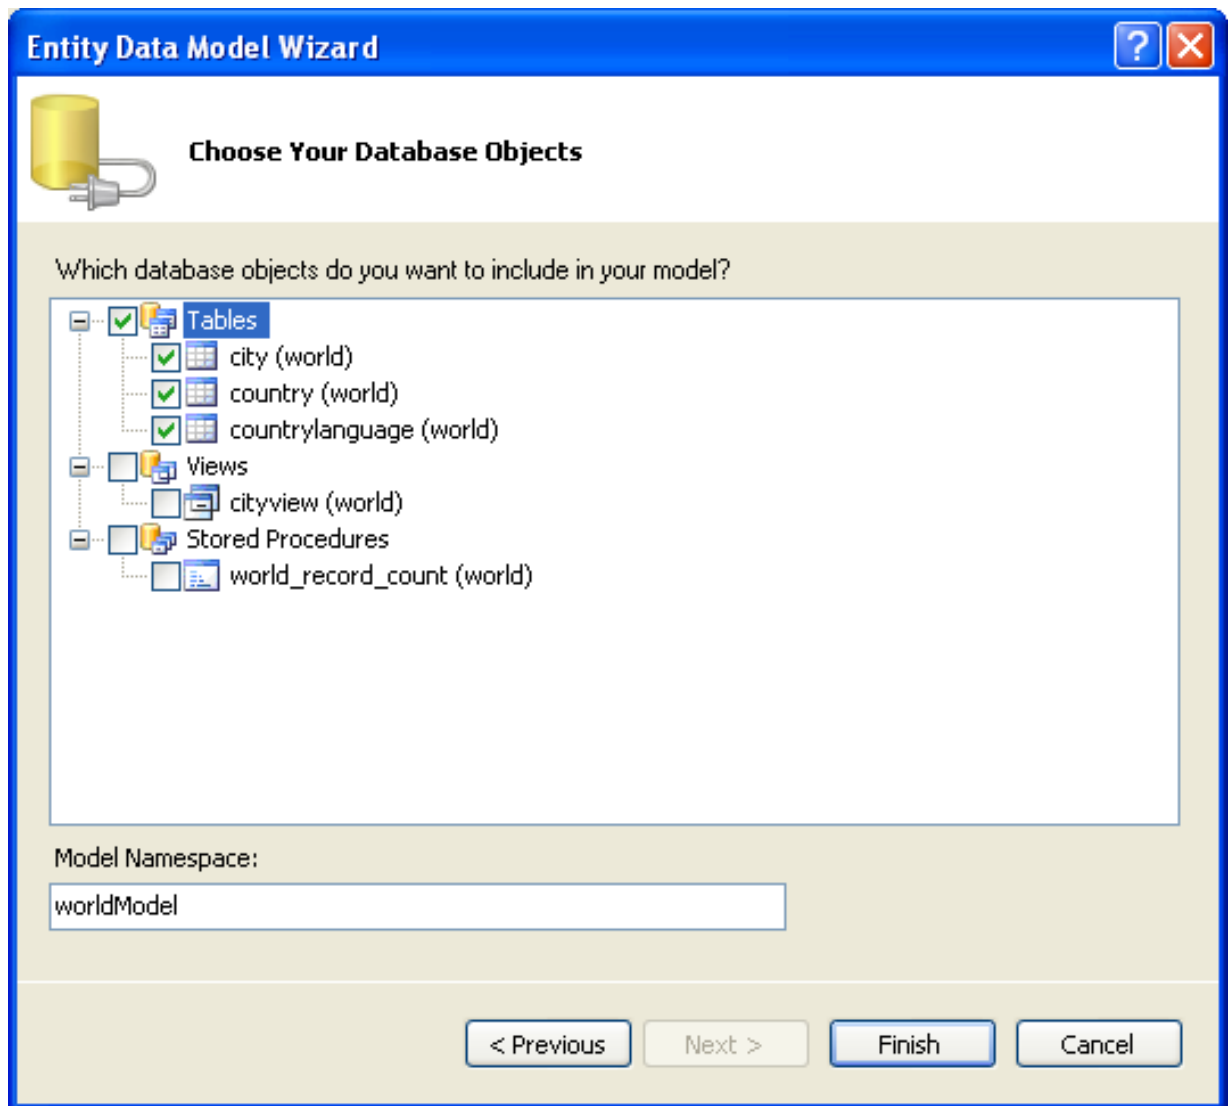 Entity Data Model Wizard
?
Choose Your Database Objects
Which database objects do you want to include in your model?
Tables
city (world)
country (world)
countrylanguage (world)
Views
cityview (world)
Stored Procedures
world_record_count (world)
Model Namespace:
worldModel
< Previous Next > Finish Cancel